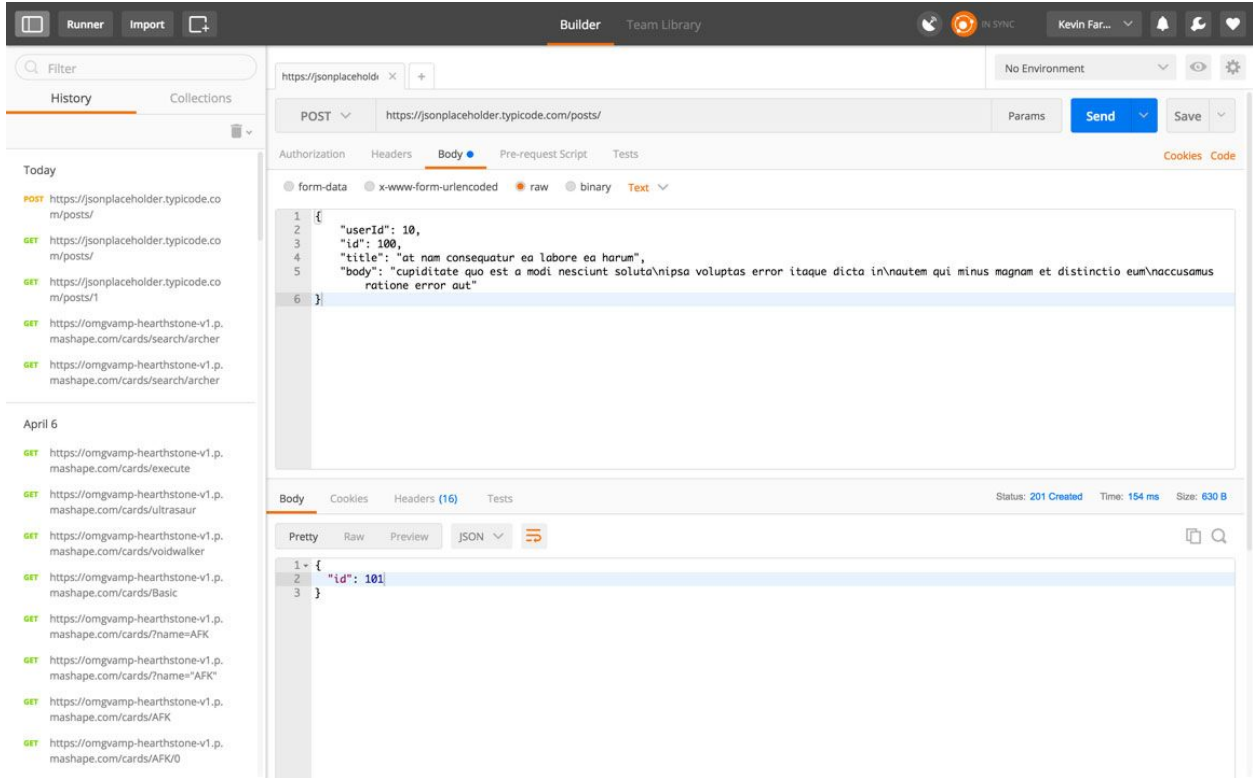 Runner Import Builder Team Library IN SYNC Kevin Far...
Filter
History Collections
Today
POST https://jsonplaceholder.typicode.co
m/posts/
GET https://jsonplaceholder.typicode.co
m/posts/
GET https://jsonplaceholder.typicode.co
m/posts/1
GET https://omgvamp-hearthstone-v1.p.
mashape.com/cards/search/archer
GET https://omgvamp-hearthstone-v1.p.
mashape.com/cards/search/archer
April 6
GET https://omgvamp-hearthstone-v1.p.
mashape.com/cards/execute
GET https://omgvamp-hearthstone-v1.p.
mashape.com/cards/ultrasaur
GET https://omgvamp-hearthstone-v1.p.
mashape.com/cards/voidwalker
GET https://omgvamp-hearthstone-v1.p.
mashape.com/cards/Basic
GET https://omgvamp-hearthstone-v1.p.
mashape.com/cards/?name=AFK
GET https://omgvamp-hearthstone-v1.p.
mashape.com/cards/?name="AFK"
GET https://omgvamp-hearthstone-v1.p.
mashape.com/cards/AFK
GET https://omgvamp-hearthstone-v1.p.
mashape.com/cards/AFK/0
https://jsonplacehold No Environment
POST https://jsonplaceholder.typicode.com/posts/ Params Send Save
Authorization Headers Body Pre-request Script Tests Cookies Code
form-data x-www-form-urlencoded raw binary Text
1 {
2 "userId": 10,
3 "id": 100,
4 "title": "at nam consequatur ea labore ea harum",
5 "body": "cupiditate quo est a modi nesciunt soluta\nipsa voluptas error itaque dicta in\nautem qui minus magnam et distinctio eum\naccusamus
ratione error aut"
6 }
Body Cookies Headers (16) Tests Status: 201 Created Time: 154 ms Size: 630 B
Pretty Raw Preview JSON
1 {
2 "id": 101
3 }